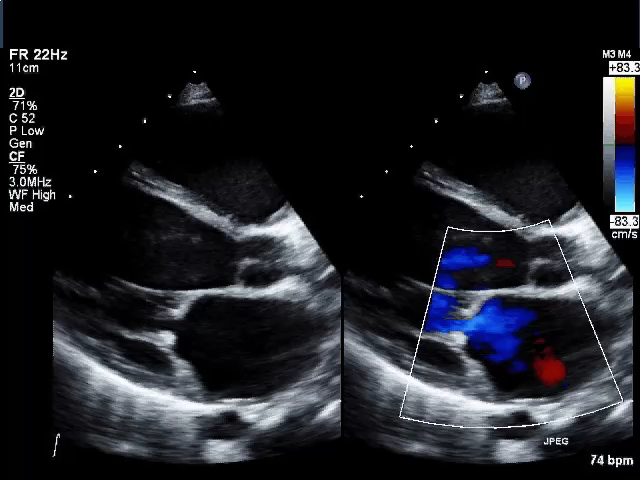 FR 22Hz
11cm
2D
71%
C 52
P Low
Gen
CF
75%
3.0MHz
WF High
Med
P
M3 M4
+83.3
-83.3
cm/s
JPEG
74 bpm